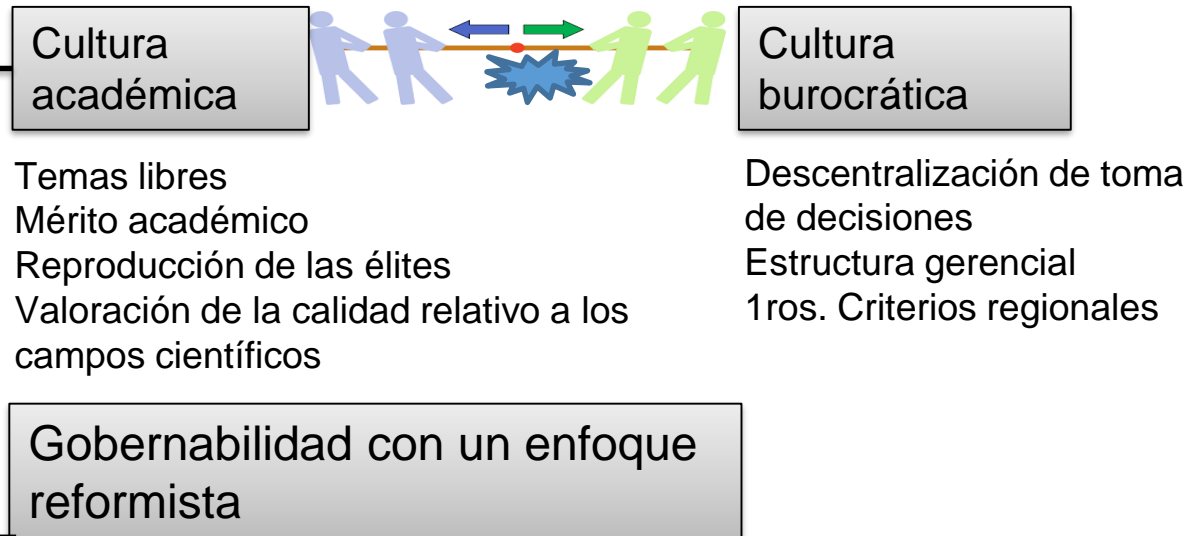 Cultura
académica
Cultura
burocrática
Temas libres
Mérito académico
Reproducción de las élites
Valoración de la calidad relativo a los
campos científicos
Descentralización de toma
de decisiones
Estructura gerencial
1ros. Criterios regionales
Gobernabilidad con un enfoque
reformista